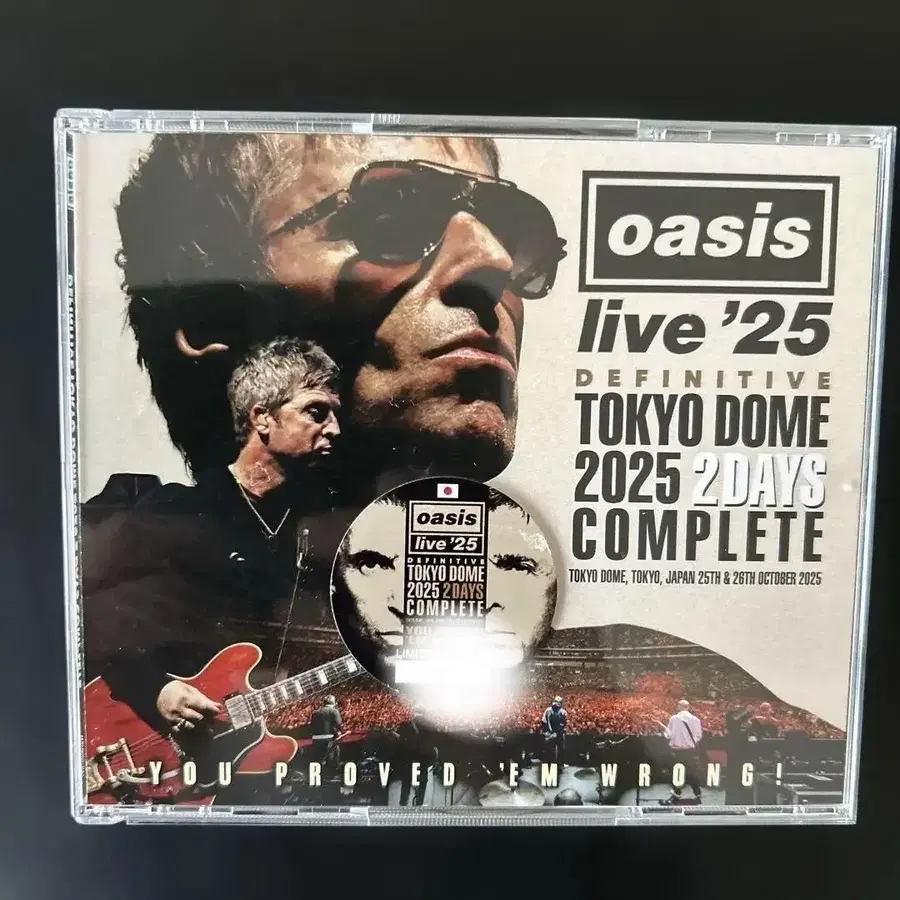 oasis
live '25
DEFINITIVE
TOKYO DOME
2025 2DAYS
COMPLETE
TOKYO DOME, TOKYO, JAPAN 25TH & 26TH OCTOBER 2025
oasis
live '25
DEFINITIVE
TOKYO DOME
2025 2DAYS
COMPLETE
YOU PROVED 'EM WRONG!